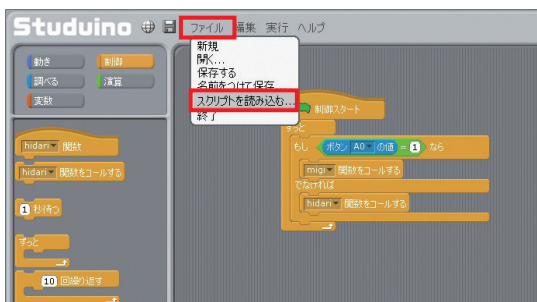 Studuino ファイル 編集 実行 ヘルプ
新規
開く...
保存する
名前をつけて保存
スクリプトを読み込む...
終了
動き 制御
調べる 演算
変数
hidari 関数
hidari 関数をコールする
1 秒待つ
ずっと
10 回繰り返す
制御スタート
ずっと
もし ボタン A0 の値 = 1 なら
migi 関数をコールする
でなければ
hidari 関数をコールする